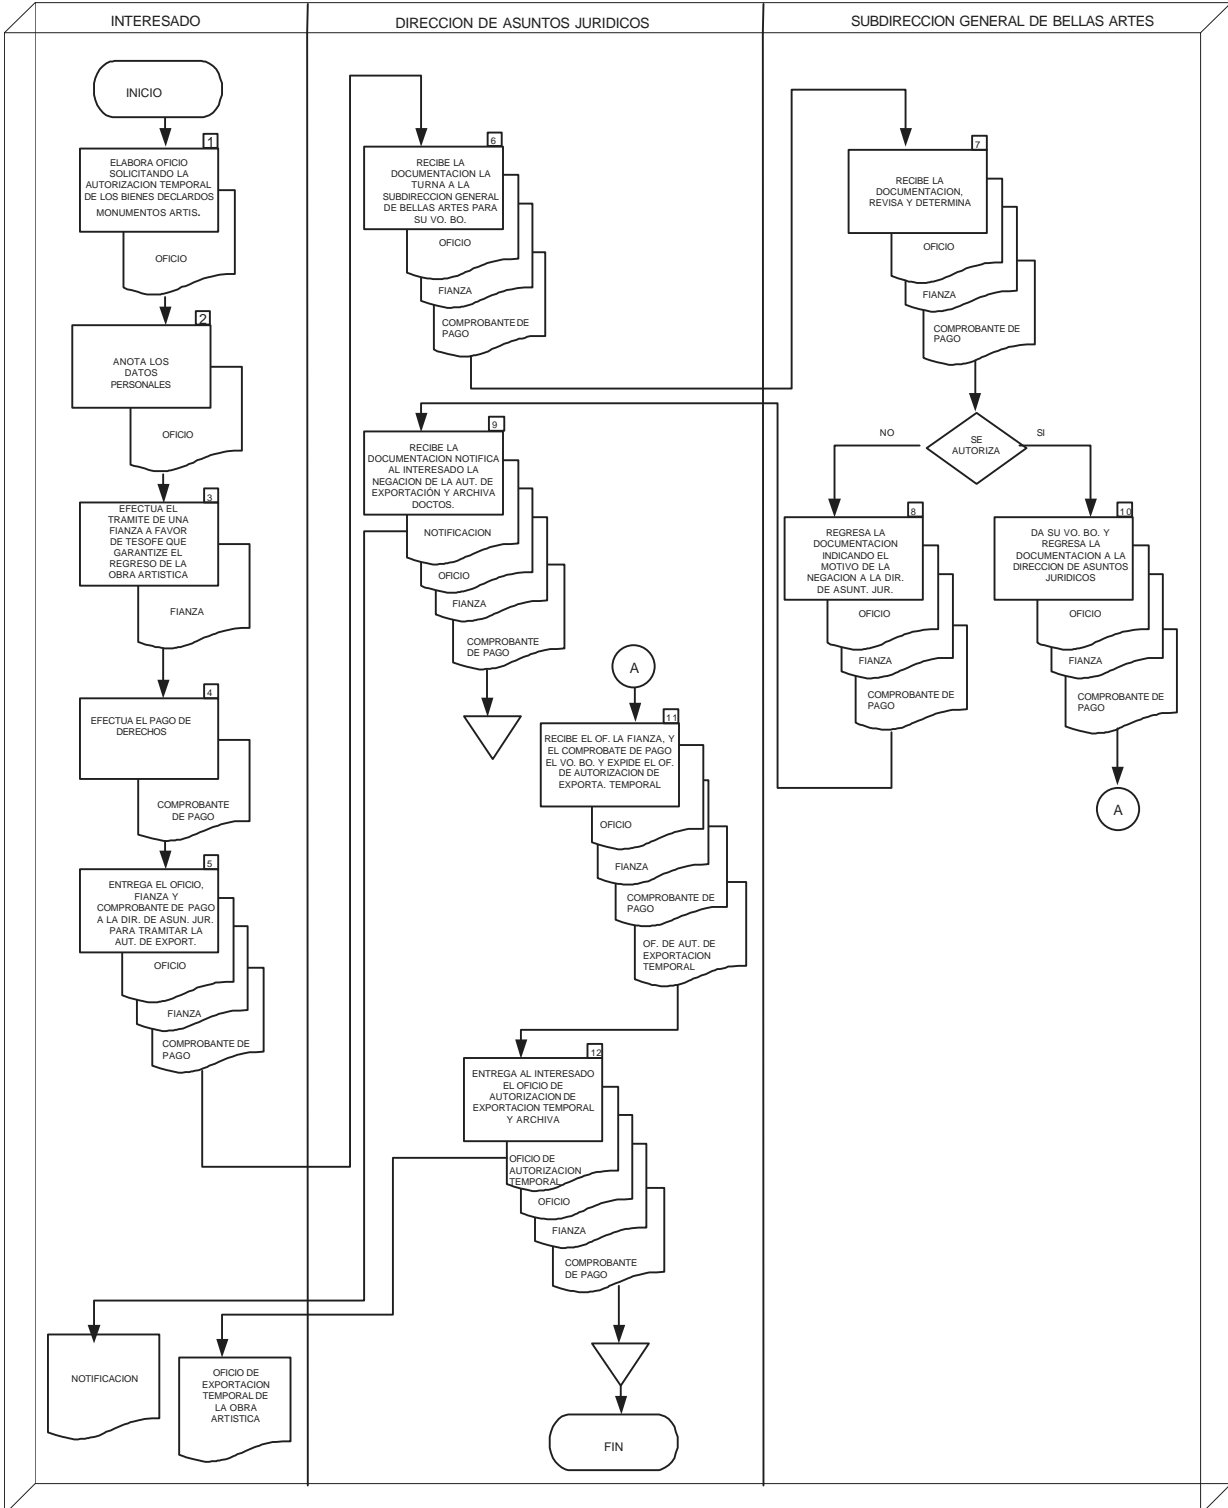 INTERESADO
DIRECCION DE ASUNTOS JURIDICOS
SUBDIRECCION GENERAL DE BELLAS ARTES
INICIO
1
ELABORA OFICIO
SOLICITANDO LA
AUTORIZACION TEMPORAL
DE LOS BIENES DECLARDOS
MONUMENTOS ARTIS.
OFICIO
2
ANOTA LOS
DATOS
PERSONALES
OFICIO
3
EFECTUA EL
TRAMITE DE UNA
FIANZA A FAVOR
DE TESOFE QUE
GARANTIZE EL
REGRESO DE LA
OBRA ARTISTICA
FIANZA
4
EFECTUA EL PAGO DE
DERECHOS
COMPROBANTE
DE PAGO
5
ENTREGA EL OFICIO,
FIANZA Y
COMPROBANTE DE PAGO
A LA DIR. DE ASUN. JUR.
PARA TRAMITAR LA
AUT. DE EXPORT.
OFICIO
FIANZA
COMPROBANTE DE
PAGO
6
RECIBE LA
DOCUMENTACION LA
TURNA A LA
SUBDIRECCION GENERAL
DE BELLAS ARTES PARA
SU VO. BO.
OFICIO
FIANZA
COMPROBANTE DE
PAGO
7
RECIBE LA
DOCUMENTACION,
REVISA Y DETERMINA
OFICIO
FIANZA
COMPROBANTE DE
PAGO
SE
AUTORIZA
NO
SI
8
REGRESA LA
DOCUMENTACION
INDICANDO EL
MOTIVO DE LA
NEGACION A LA DIR.
DE ASUNT. JUR.
OFICIO
FIANZA
COMPROBANTE DE
PAGO
9
RECIBE LA
DOCUMENTACION NOTIFICA
AL INTERESADO LA
NEGACION DE LA AUT. DE
EXPORTACIÓN Y ARCHIVA
DOCTOS.
NOTIFICACION
OFICIO
FIANZA
COMPROBANTE
DE PAGO
10
DA SU VO. BO. Y
REGRESA LA
DOCUMENTACION A LA
DIRECCION DE ASUNTOS
JURIDICOS
OFICIO
FIANZA
COMPROBANTE DE
PAGO
A
A
11
RECIBE EL OF. LA FIANZA, Y
EL COMPROBATE DE PAGO
EL VO. BO. Y EXPIDE EL OF.
DE AUTORIZACION DE
EXPORTA. TEMPORAL
OFICIO
FIANZA
COMPROBANTE DE
PAGO
OF. DE AUT. DE
EXPORTACION
TEMPORAL
12
ENTREGA AL INTERESADO
EL OFICIO DE
AUTORIZACION DE
EXPORTACION TEMPORAL
Y ARCHIVA
OFICIO DE
AUTORIZACION
TEMPORAL
OFICIO
FIANZA
COMPROBANTE
DE PAGO
NOTIFICACION
OFICIO DE
EXPORTACION
TEMPORAL DE
LA OBRA
ARTISTICA
FIN